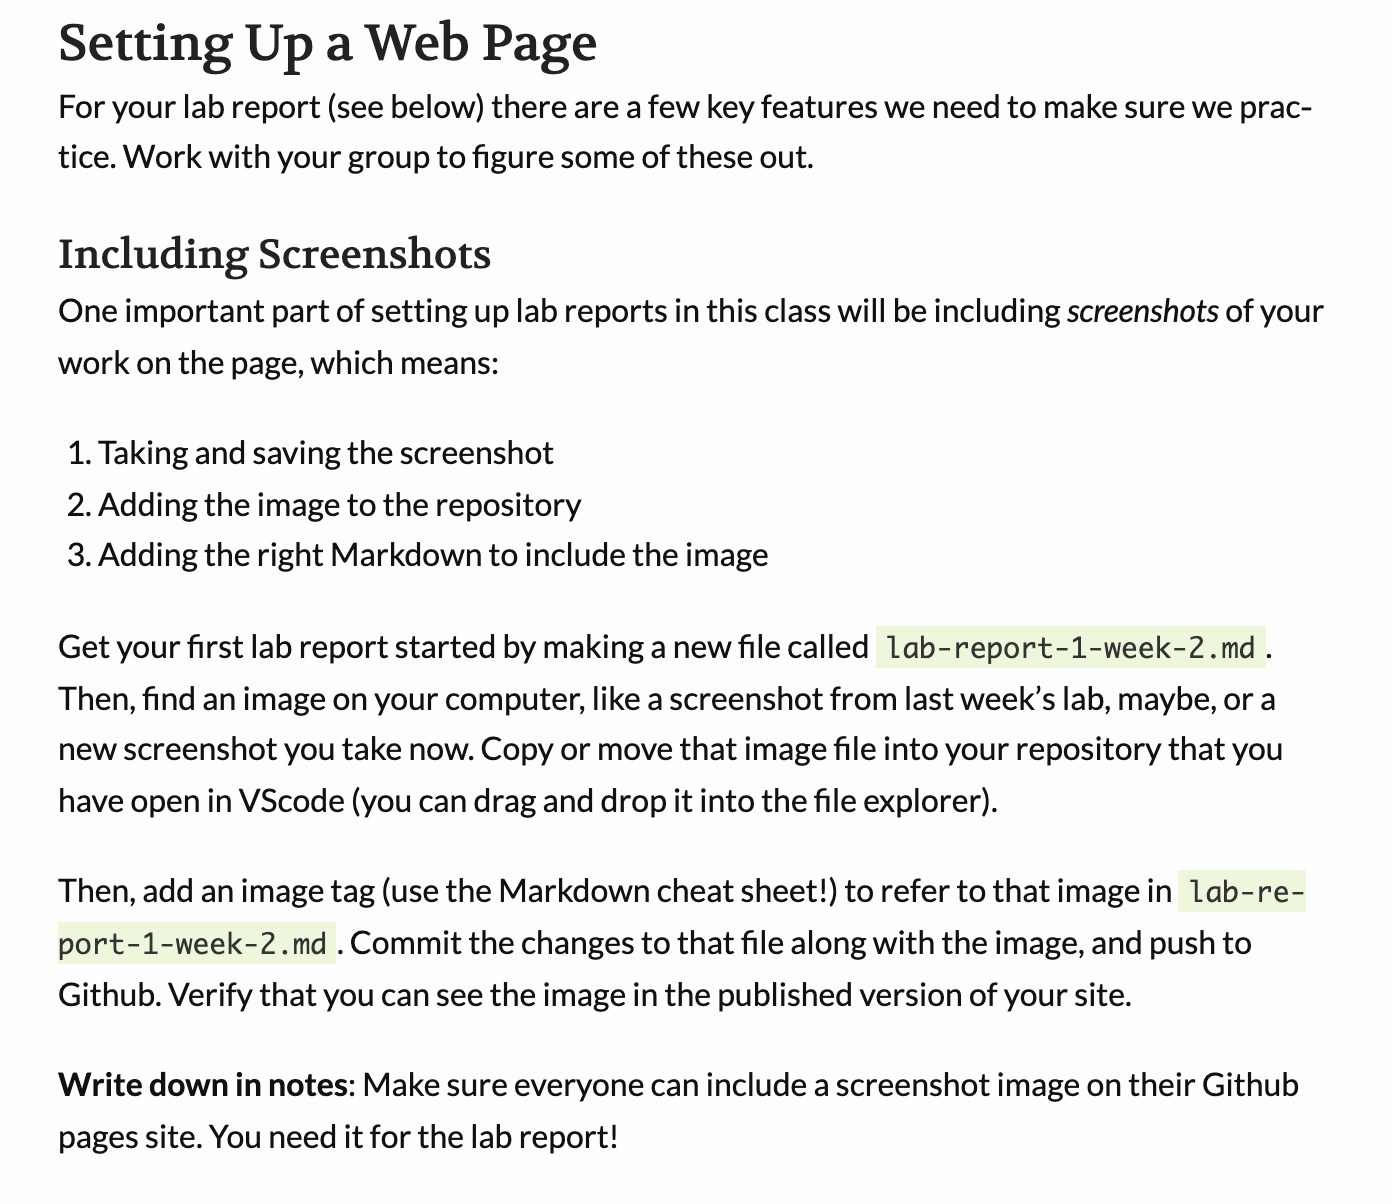 Setting Up a Web Page
For your lab report (see below) there are a few key features we need to make sure we prac-
tice. Work with your group to figure some of these out.
Including Screenshots
One important part of setting up lab reports in this class will be including screenshots of your
work on the page, which means:
1. Taking and saving the screenshot
2. Adding the image to the repository
3. Adding the right Markdown to include the image
Get your first lab report started by making a new file called lab-report-1-week-2.md.
Then, find an image on your computer, like a screenshot from last week’s lab, maybe, or a
new screenshot you take now. Copy or move that image file into your repository that you
have open in VScode (you can drag and drop it into the file explorer).
Then, add an image tag (use the Markdown cheat sheet!) to refer to that image in lab-re-
port-1-week-2.md. Commit the changes to that file along with the image, and push to
Github. Verify that you can see the image in the published version of your site.
Write down in notes: Make sure everyone can include a screenshot image on their Github
pages site. You need it for the lab report!